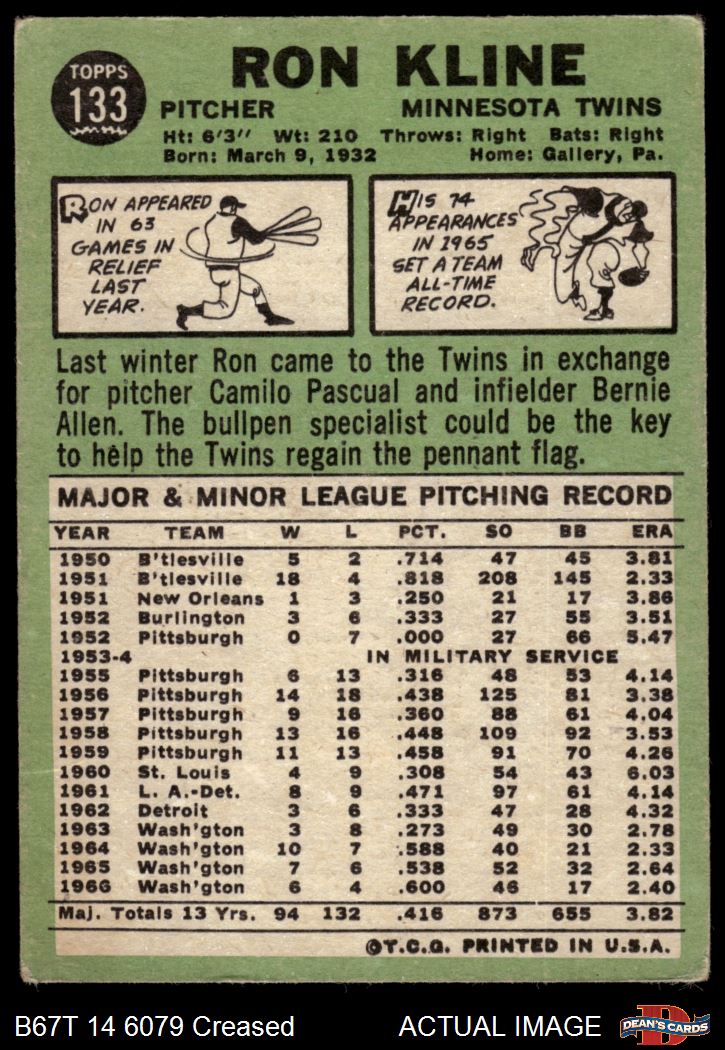 TOPPS
133
RON KLINE
PITCHER MINNESOTA TWINS
Ht: 6'3" Wt: 210 Throws: Right Bats: Right
Born: March 9, 1932 Home: Gallery, Pa.
RON APPEARED
IN 63
GAMES IN
RELIEF
LAST
YEAR.
HIS 74
APPEARANCES
IN 1965
SET A TEAM
ALL-TIME
RECORD.
Last winter Ron came to the Twins in exchange
for pitcher Camilo Pascual and infielder Bernie
Allen. The bullpen specialist could be the key
to help the Twins regain the pennant flag.
MAJOR & MINOR LEAGUE PITCHING RECORD
YEAR TEAM W L PCT. SO BB ERA
1950 B'tlesville 5 2 .714 47 45 3.81
1951 B'tlesville 18 4 .818 208 145 2.33
1951 New Orleans 1 3 .250 21 17 3.86
1952 Burlington 3 6 .333 27 55 3.51
1952 Pittsburgh 0 7 .000 27 66 5.47
1953-4 IN MILITARY SERVICE
1955 Pittsburgh 6 13 .316 48 53 4.14
1956 Pittsburgh 14 18 .438 125 81 3.38
1957 Pittsburgh 9 16 .360 88 61 4.04
1958 Pittsburgh 13 16 .448 109 92 3.53
1959 Pittsburgh 11 13 .458 91 70 4.26
1960 St. Louis 4 9 .308 54 43 6.03
1961 L. A.-Det. 8 9 .471 97 61 4.14
1962 Detroit 3 6 .333 47 28 4.32
1963 Wash'gton 3 8 .273 49 30 2.78
1964 Wash'gton 10 7 .588 40 21 2.33
1965 Wash'gton 7 6 .538 52 32 2.64
1966 Wash'gton 6 4 .600 46 17 2.40
Maj. Totals 13 Yrs. 94 132 .416 873 655 3.82
©T.C.G. PRINTED IN U.S.A.
B67T 14 6079 Creased ACTUAL IMAGE
D
DEAN'S CARDS